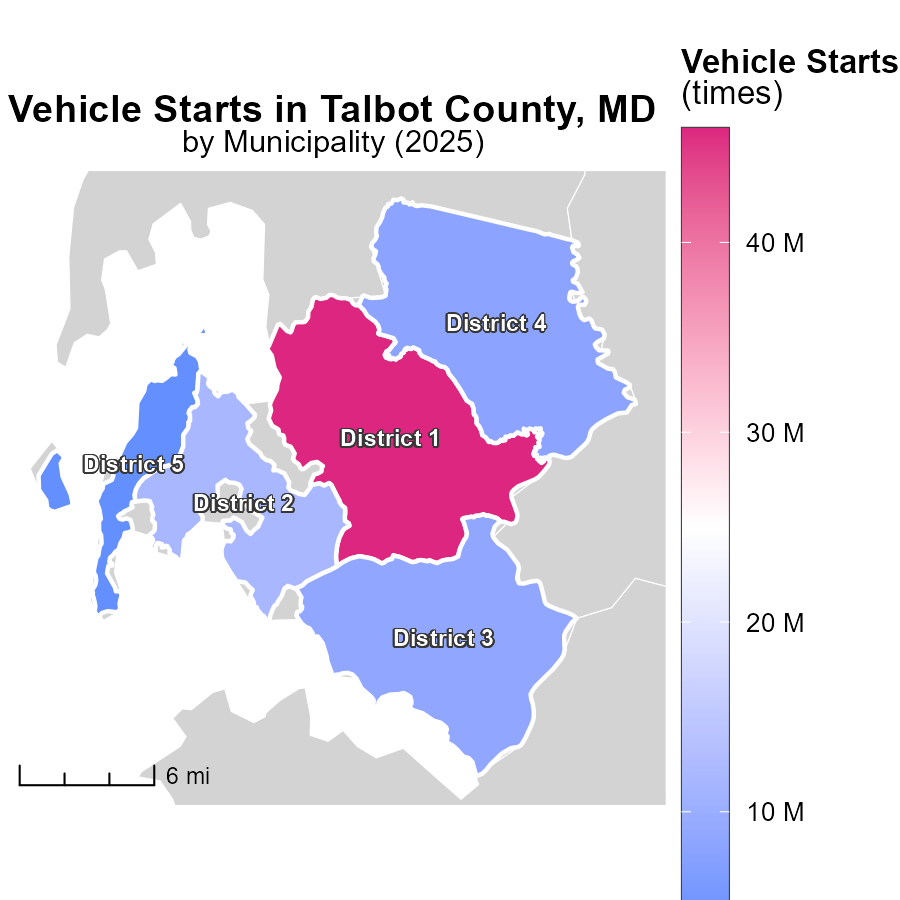 Vehicle Starts in Talbot County, MD
by Municipality (2025)
Vehicle Starts
(times)
40 M
30 M
20 M
10 M
District 4
District 1
District 5
District 2
District 3
6 mi